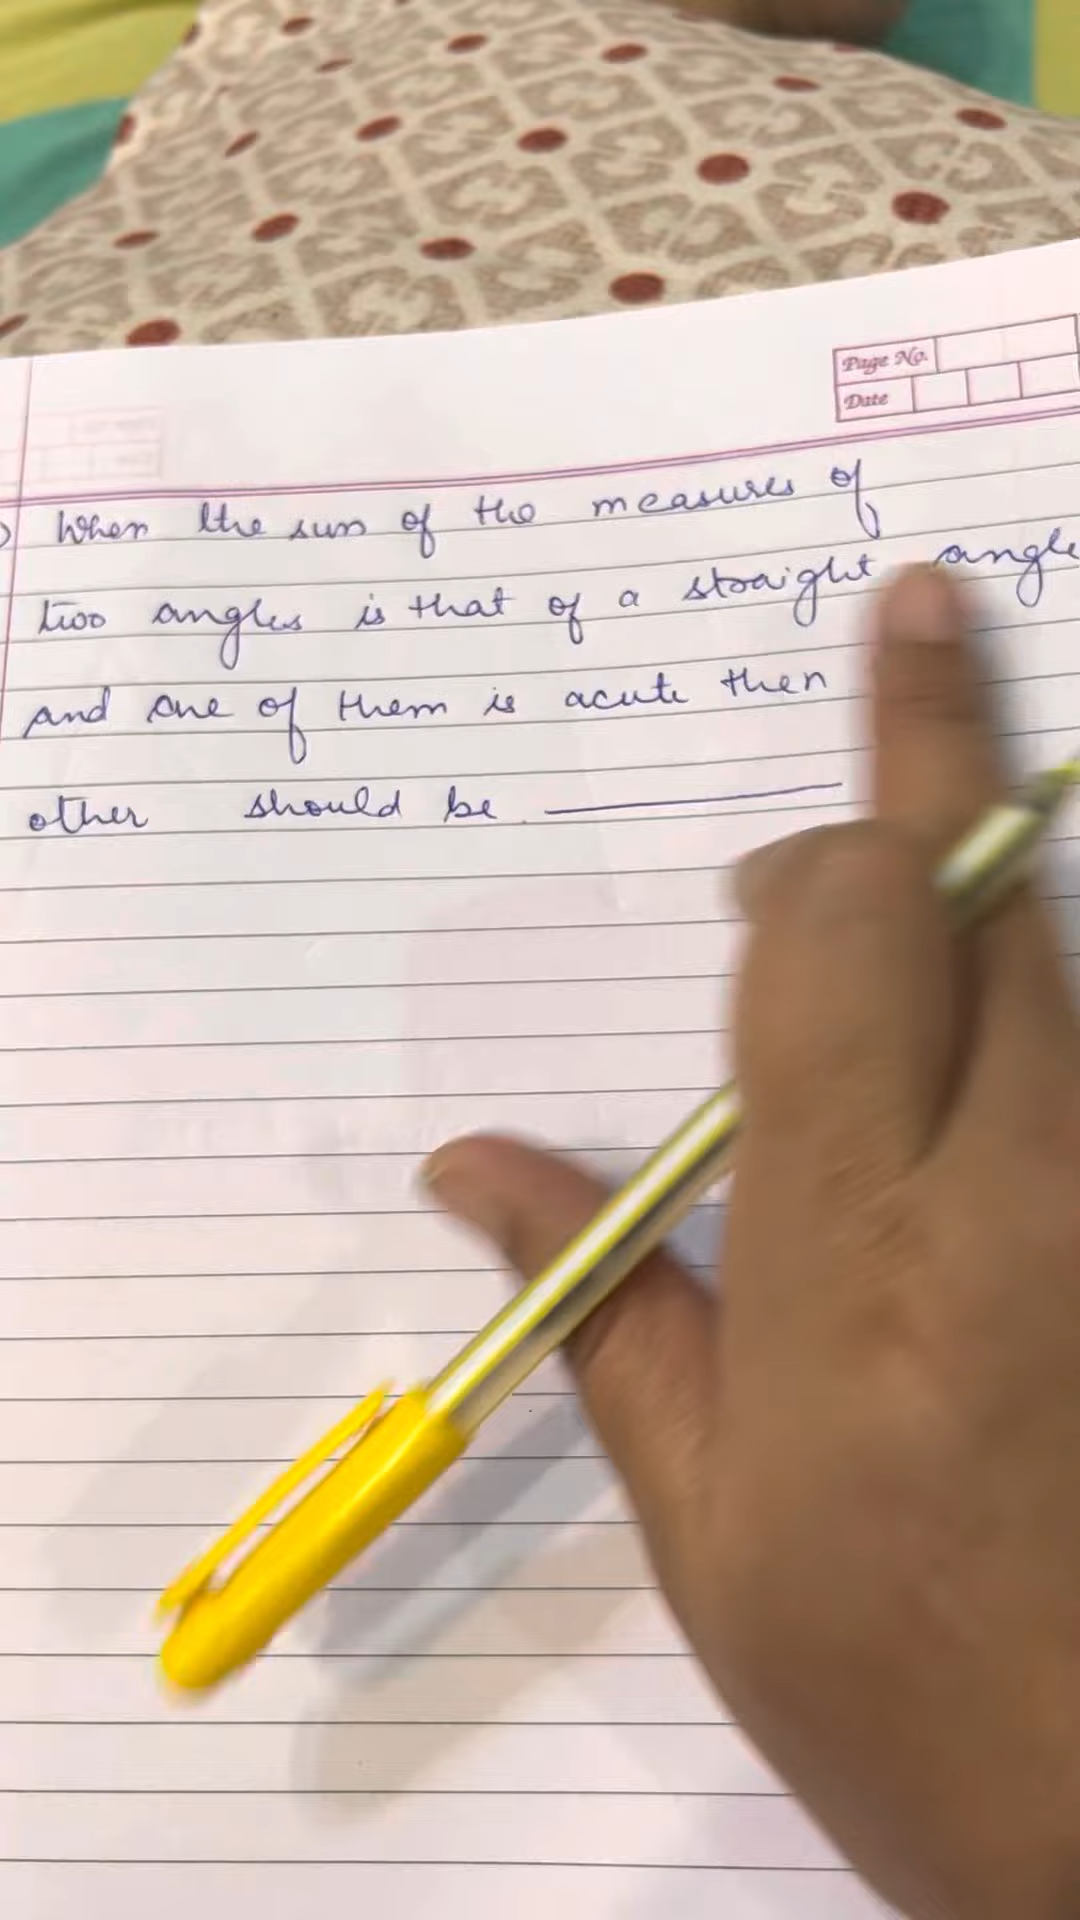 Page No.
Date
) When the sum of the measures of
two angles is that of a straight angle
and one of them is acute then
other should be